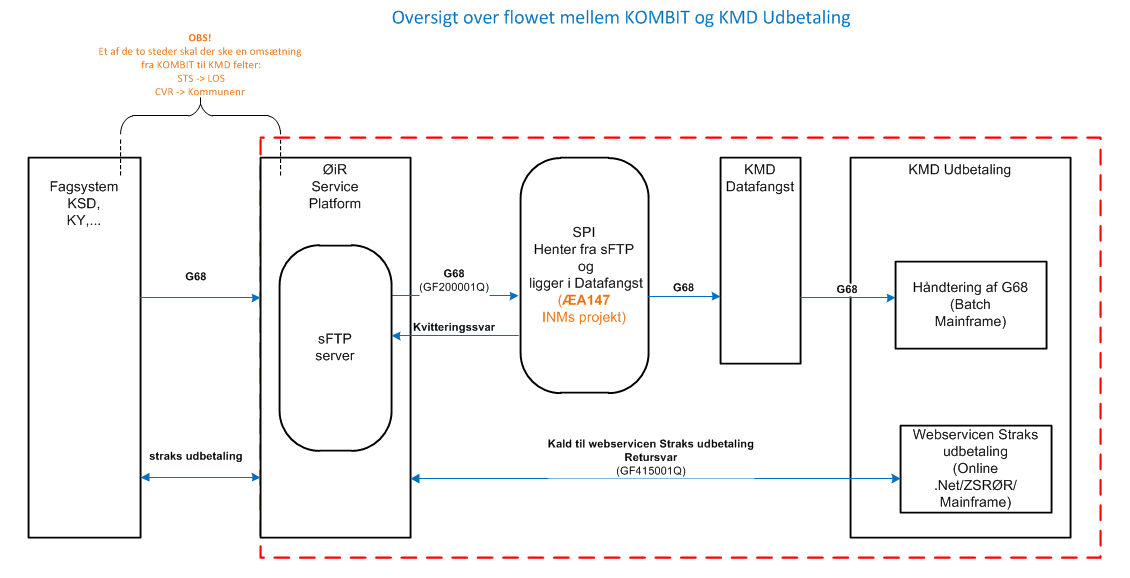 Oversigt over flowet mellem KOMBIT og KMD Udbetaling
OBS!
Et af de to steder skal der ske en omsætning
fra KOMBIT til KMD felter:
STS -> LOS
CVR -> Kommunenr
Fagsystem
KSD,
KY,...
G68
straks udbetaling
ØiR
Service
Platform
sFTP
server
G68
(GF200001Q)
Kvitteringssvar
SPI
Henter fra sFTP
og
ligger i Datafangst
(ÆA147
INMs projekt)
G68
KMD
Datafangst
G68
KMD Udbetaling
Håndtering af G68
(Batch
Mainframe)
Kald til webservicen Straks udbetaling
Retursvar
(GF415001Q)
Webservicen Straks
udbetaling
(Online
.Net/ZSRØR/
Mainframe)